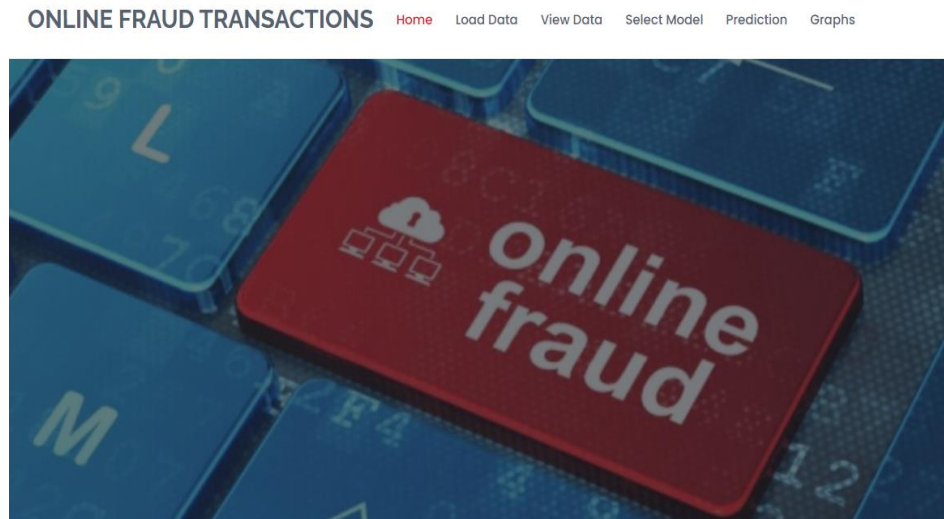 ONLINE FRAUD TRANSACTIONS Home Load Data View Data Select Model Prediction Graphs
L
online
fraud
M